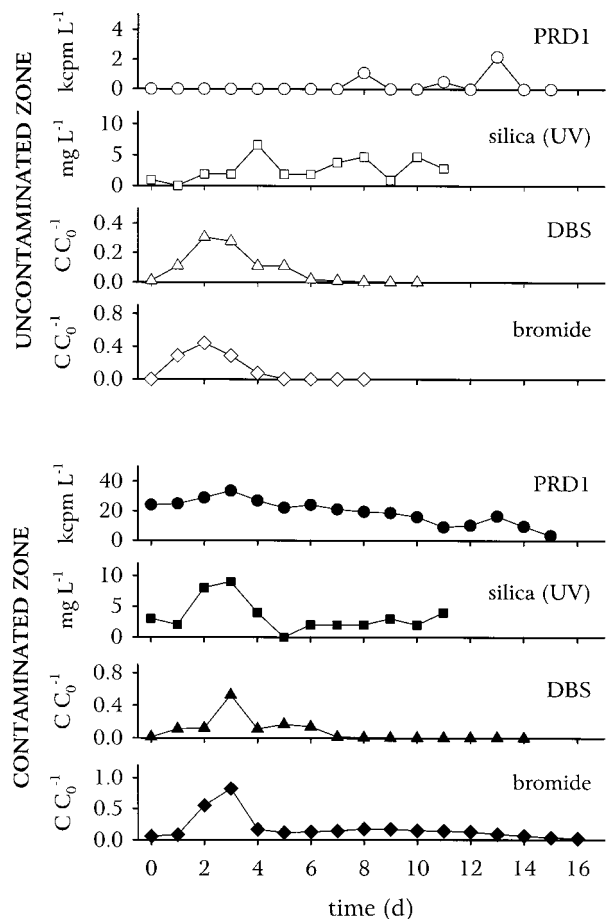 UNCONTAMINATED ZONE
PRD1
kcpm L-1
4
2
0
silica (UV)
mg L-1
10
5
0
DBS
C C0-1
0.4
0.2
0.0
bromide
C C0-1
0.8
0.4
0.0
CONTAMINATED ZONE
PRD1
kcpm L-1
40
20
0
silica (UV)
mg L-1
10
5
0
DBS
C C0-1
0.8
0.4
0.0
bromide
C C0-1
1.0
0.5
0.0
0 2 4 6 8 10 11 14 16
time (d)